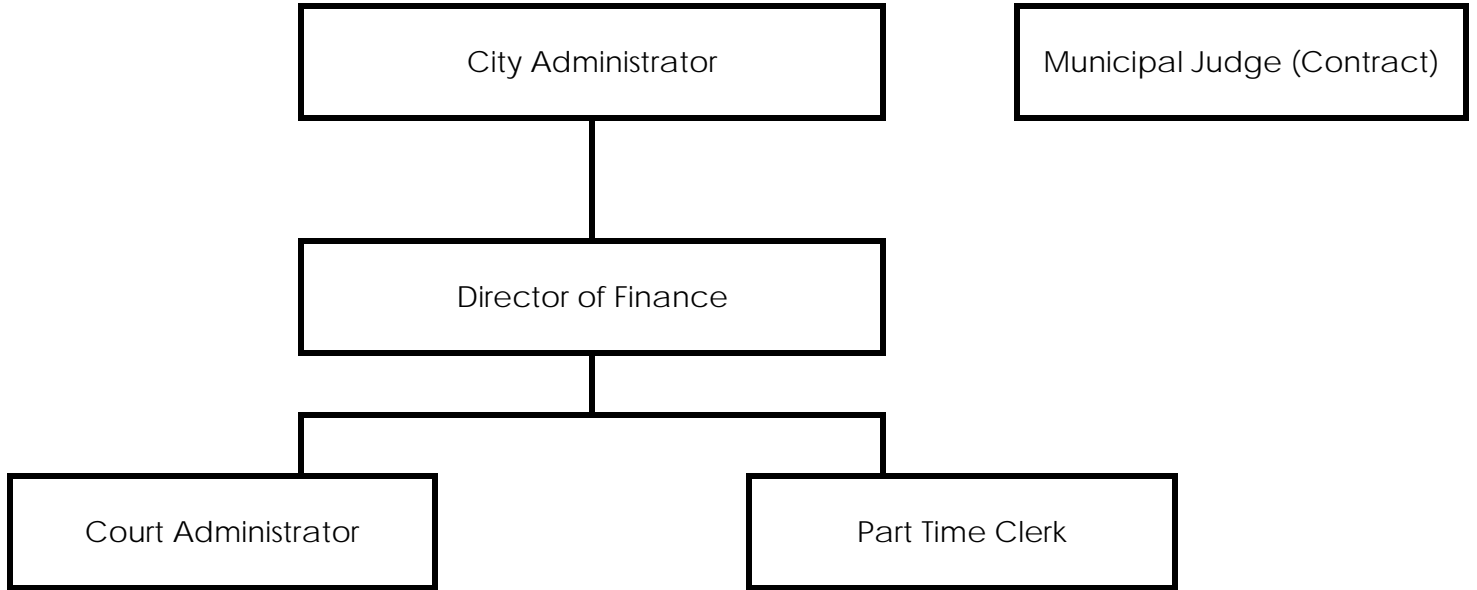 City Administrator
Municipal Judge (Contract)
Director of Finance
Court Administrator
Part Time Clerk